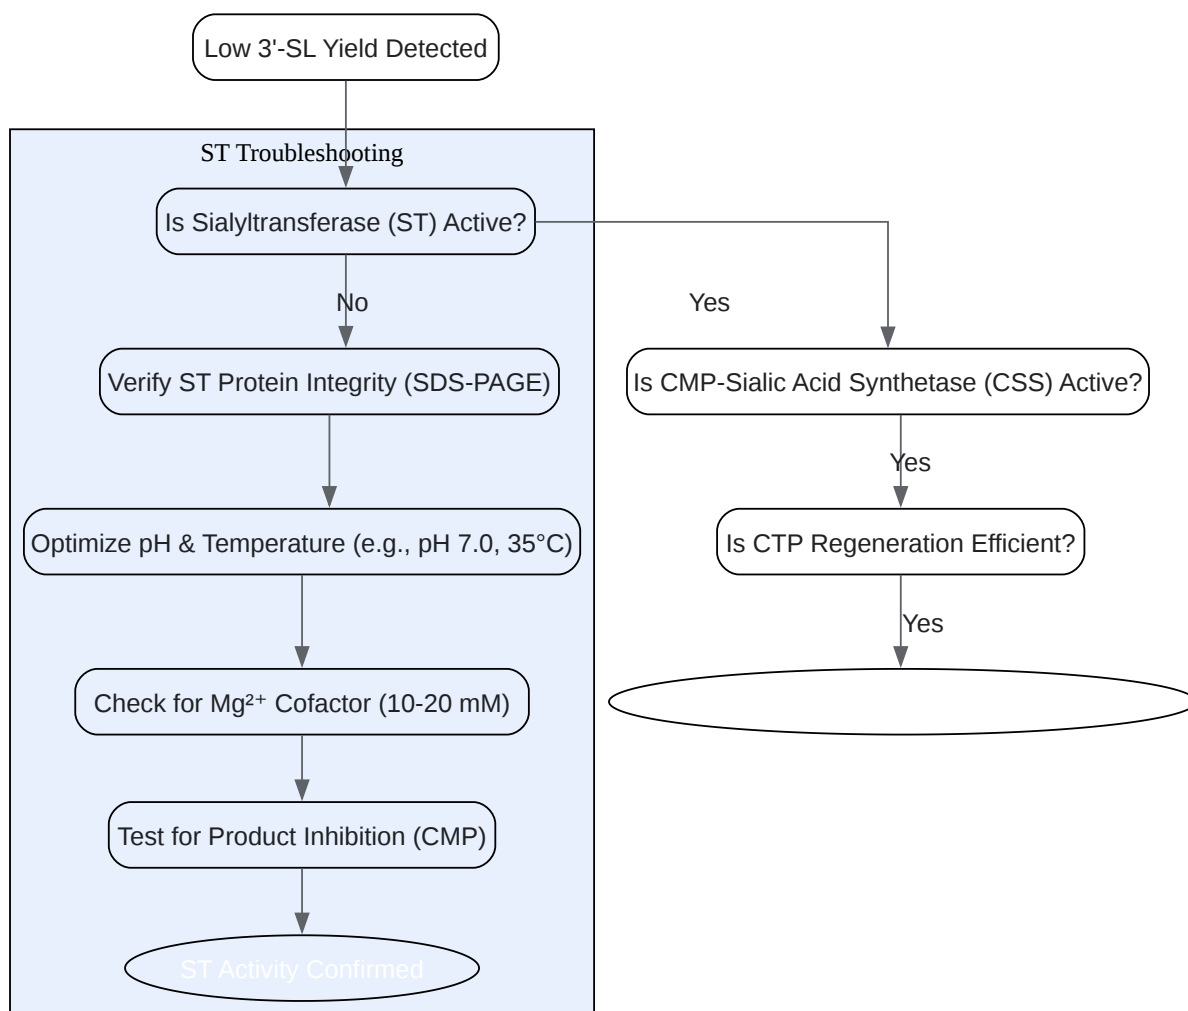 Low 3'-SL Yield Detected
ST Troubleshooting
Is Sialyltransferase (ST) Active?
No
Yes
Verify ST Protein Integrity (SDS-PAGE)
Is CMP-Sialic Acid Synthetase (CSS) Active?
Yes
Optimize pH & Temperature (e.g., pH 7.0, 35°C)
Is CTP Regeneration Efficient?
Yes
Check for Mg²⁺ Cofactor (10-20 mM)
Test for Product Inhibition (CMP)
ST Activity Confirmed